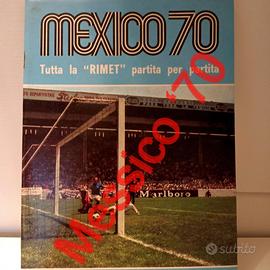 MEXICO 70
Tutta la "RIMET" partita per partita
Messico '70
Marlboro
subito